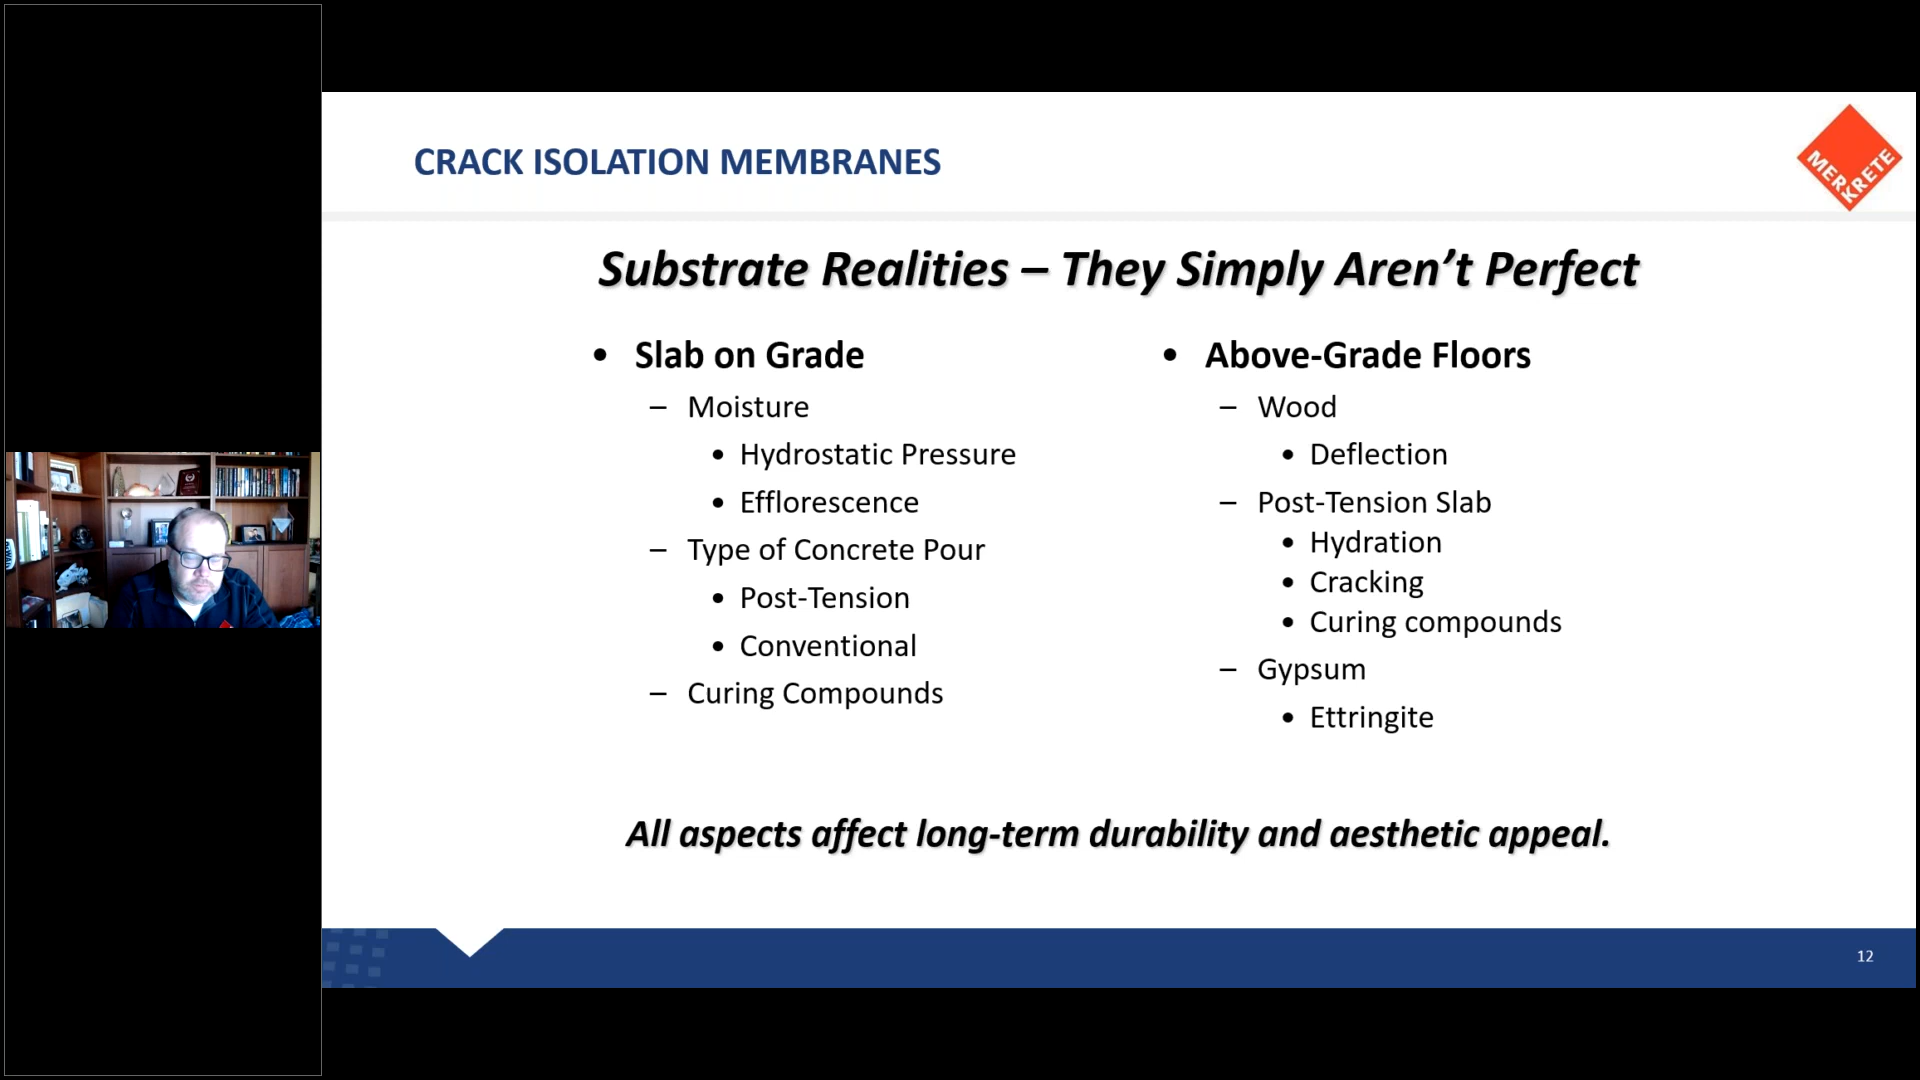 CRACK ISOLATION MEMBRANES
MERKRETE
Substrate Realities – They Simply Aren’t Perfect
• Slab on Grade
– Moisture
• Hydrostatic Pressure
• Efflorescence
– Type of Concrete Pour
• Post-Tension
• Conventional
– Curing Compounds
• Above-Grade Floors
– Wood
• Deflection
– Post-Tension Slab
• Hydration
• Cracking
• Curing compounds
– Gypsum
• Ettringite
All aspects affect long-term durability and aesthetic appeal.
12